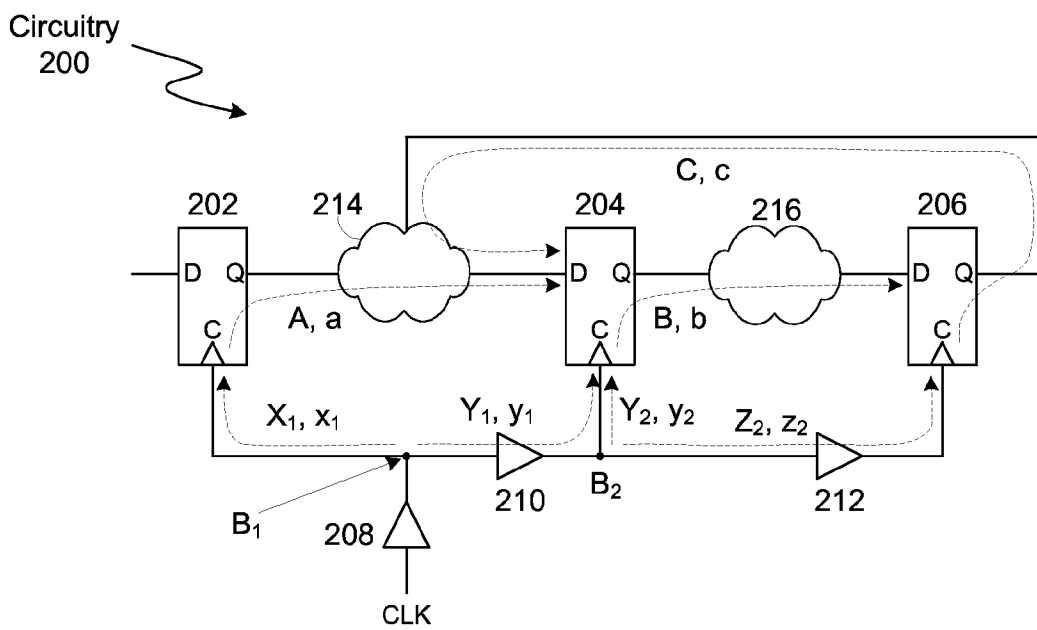 Circuitry
200
C, c
202
214
204
216
206
D Q
D Q
D Q
A, a
B, b
C
C
C
X₁, x₁
Y₁, y₁
Y₂, y₂
Z₂, z₂
B₁
208
210
B₂
212
CLK